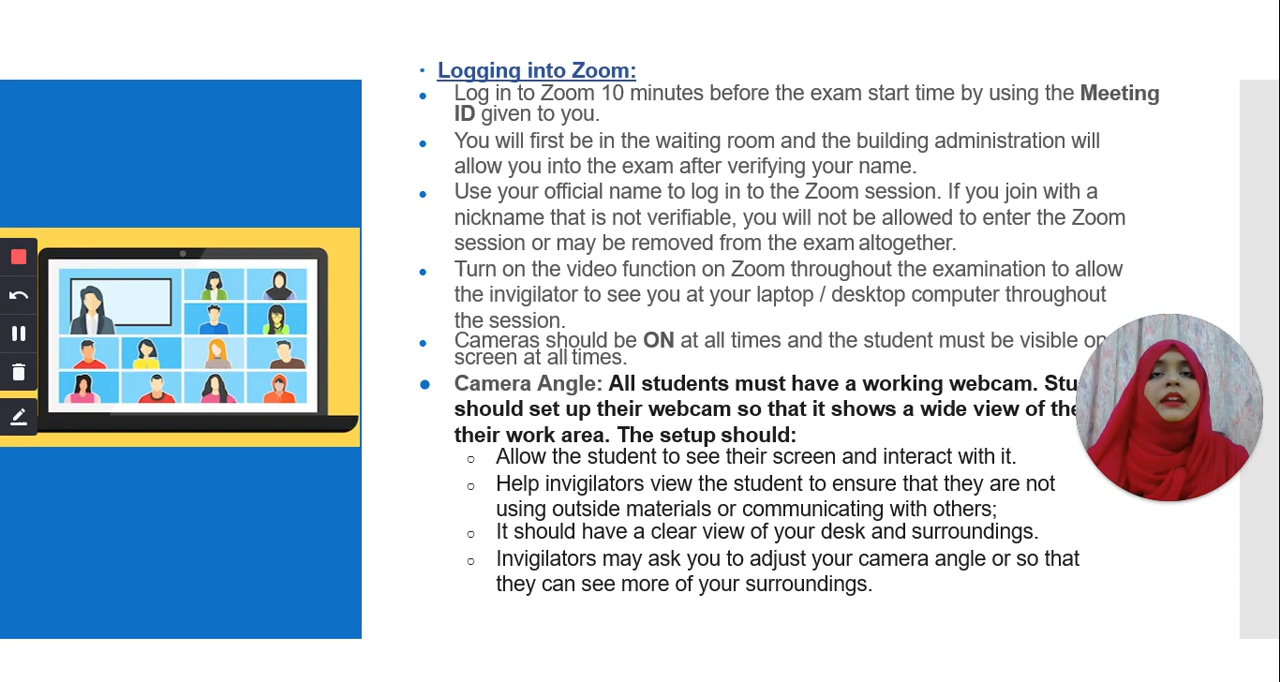 Logging into Zoom:
Log in to Zoom 10 minutes before the exam start time by using the Meeting
ID given to you.
You will first be in the waiting room and the building administration will
allow you into the exam after verifying your name.
Use your official name to log in to the Zoom session. If you join with a
nickname that is not verifiable, you will not be allowed to enter the Zoom
session or may be removed from the exam altogether.
Turn on the video function on Zoom throughout the examination to allow
the invigilator to see you at your laptop / desktop computer throughout
the session.
Cameras should be ON at all times and the student must be visible on
screen at all times.
Camera Angle: All students must have a working webcam.
should set up their webcam so that it shows a wide view of
their work area. The setup should:
Allow the student to see their screen and interact with it.
Help invigilators view the student to ensure that they are not
using outside materials or communicating with others;
It should have a clear view of your desk and surroundings.
Invigilators may ask you to adjust your camera angle or so that
they can see more of your surroundings.